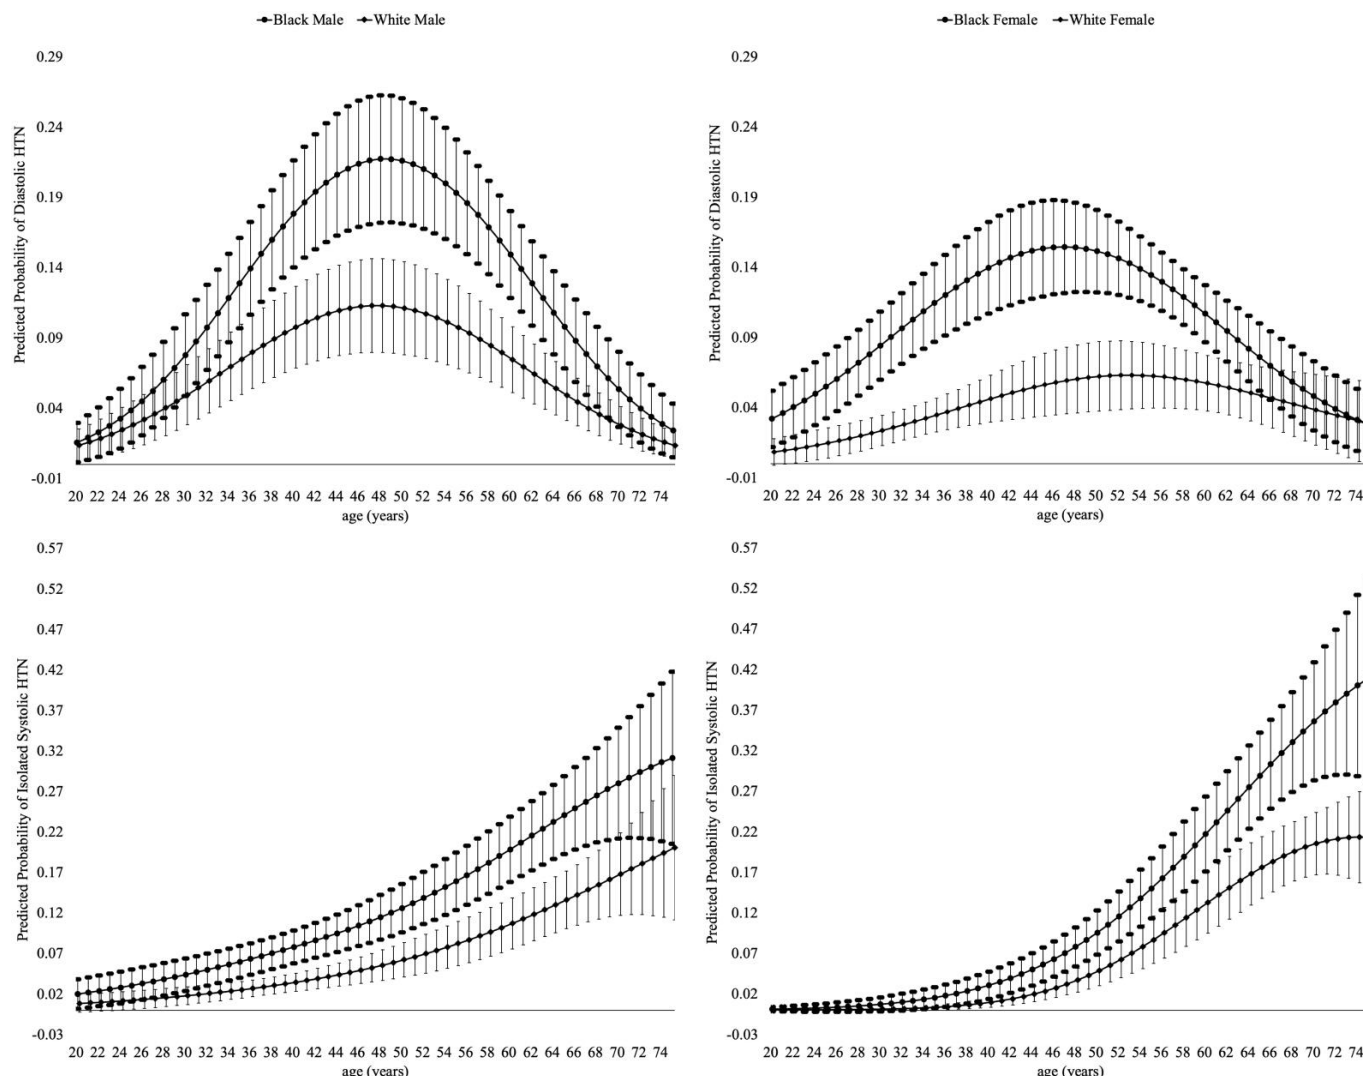 Black Male White Male
Predicted Probability of Diastolic HTN
0.29
0.24
0.19
0.14
0.09
0.04
-0.01
20 22 24 26 28 30 32 34 36 38 40 42 44 46 48 50 52 54 56 58 60 62 64 66 68 70 72 74
age (years)
Black Female White Female
Predicted Probability of Diastolic HTN
0.29
0.24
0.19
0.14
0.09
0.04
-0.01
20 22 24 26 28 30 32 34 36 38 40 42 44 46 48 50 52 54 56 58 60 62 64 66 68 70 72 74
age (years)
Predicted Probability of Isolated Systolic HTN
0.57
0.52
0.47
0.42
0.37
0.32
0.27
0.22
0.17
0.12
0.07
0.02
-0.03
20 22 24 26 28 30 32 34 36 38 40 42 44 46 48 50 52 54 56 58 60 62 64 66 68 70 72 74
age (years)
Predicted Probability of Isolated Systolic HTN
0.57
0.52
0.47
0.42
0.37
0.32
0.27
0.22
0.17
0.12
0.07
0.02
-0.03
20 22 24 26 28 30 32 34 36 38 40 42 44 46 48 50 52 54 56 58 60 62 64 66 68 70 72 74
age (years)